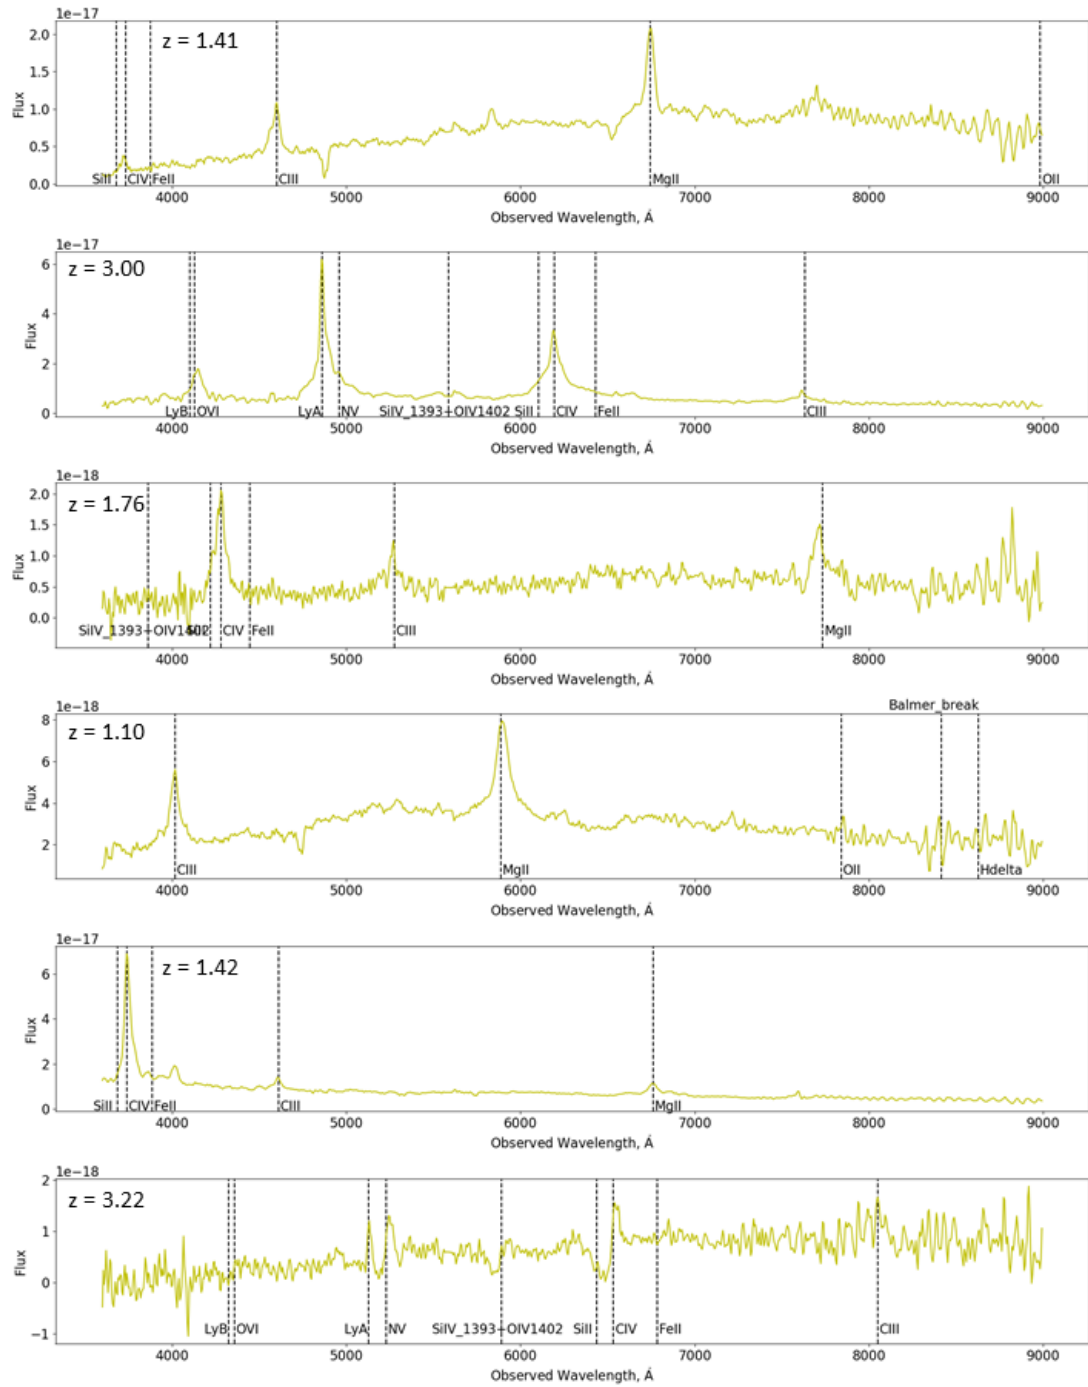 1e−17
z = 1.41
2.0
1.5
1.0
0.5
0.0
Flux
SiII CIV FeII CIII MgII OII
4000 5000 6000 7000 8000 9000
Observed Wavelength, Á
1e−17
z = 3.00
6
4
2
0
Flux
LyB OVI LyA NV SiIV_1393+OIV1402 SiII CIV FeII CIII
4000 5000 6000 7000 8000 9000
Observed Wavelength, Á
1e−18
z = 1.76
2.0
1.5
1.0
0.5
0.0
Flux
SiIV_1393+OIV1402 SiII CIV FeII CIII MgII
4000 5000 6000 7000 8000 9000
Observed Wavelength, Á
1e−18
Balmer_break
z = 1.10
8
6
4
2
Flux
CIII MgII OII Hdelta
4000 5000 6000 7000 8000 9000
Observed Wavelength, Á
1e−17
z = 1.42
6
4
2
0
Flux
SiII CIV FeII CIII MgII
4000 5000 6000 7000 8000 9000
Observed Wavelength, Á
1e−18
z = 3.22
2
1
0
−1
Flux
LyB OVI LyA NV SiIV_1393+OIV1402 SiII CIV FeII CIII
4000 5000 6000 7000 8000 9000
Observed Wavelength, Á